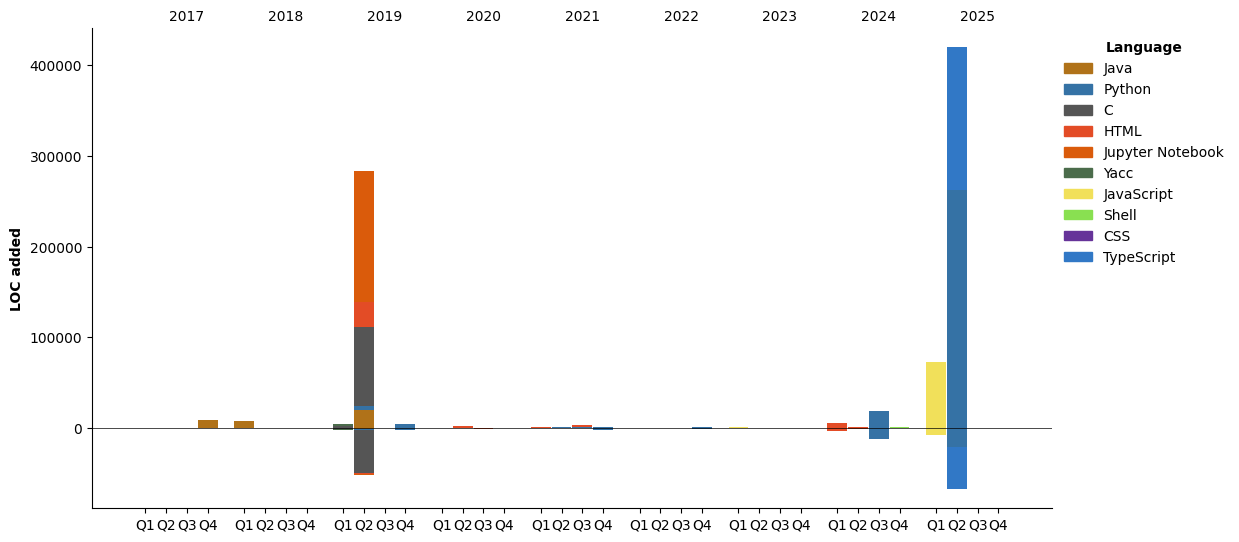 2017 2018 2019 2020 2021 2022 2023 2024 2025
400000
300000
200000
100000
0
LOC added
Q1 Q2 Q3 Q4 Q1 Q2 Q3 Q4 Q1 Q2 Q3 Q4 Q1 Q2 Q3 Q4 Q1 Q2 Q3 Q4 Q1 Q2 Q3 Q4 Q1 Q2 Q3 Q4 Q1 Q2 Q3 Q4 Q1 Q2 Q3 Q4
Language
Java
Python
C
HTML
Jupyter Notebook
Yacc
JavaScript
Shell
CSS
TypeScript